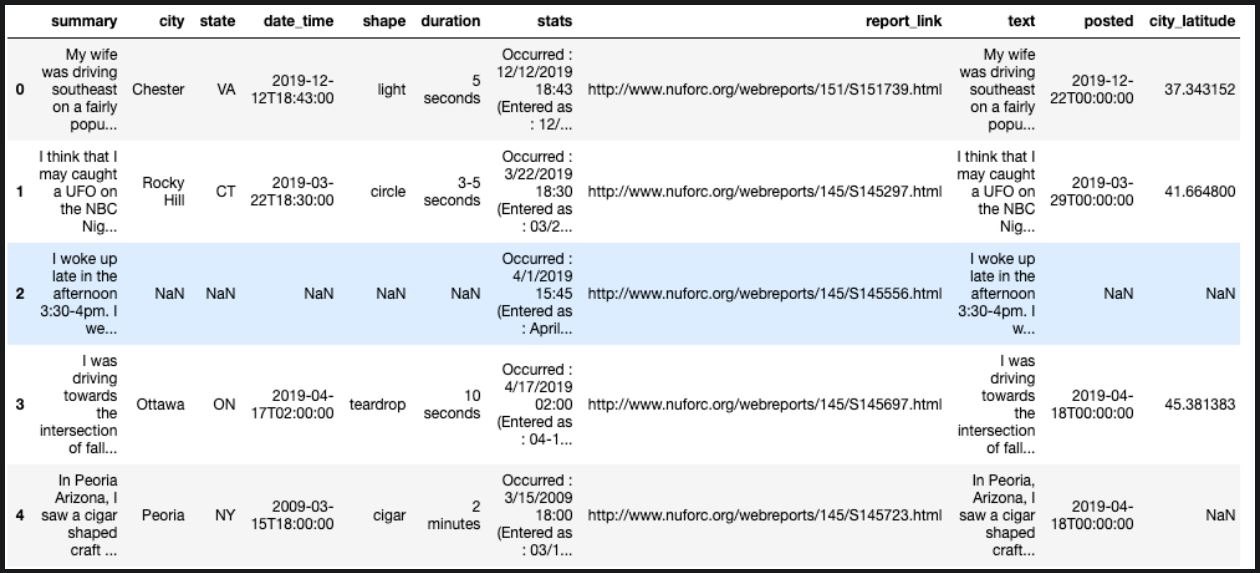 summary city state date_time shape duration stats report_link text posted city_latitude
0
My wife
was driving
southeast
on a fairly
popu...
Chester
VA
2019-12-
12T18:43:00
light
5
seconds
Occurred :
12/12/2019
18:43
(Entered as
: 12/...
http://www.nuforc.org/webreports/151/S151739.html
My wife
was driving
southeast
on a fairly
popu...
2019-12-
22T00:00:00
37.343152
1
I think that I
may caught
a UFO on
the NBC
Nig...
Rocky
Hill
CT
2019-03-
22T18:30:00
circle
3-5
seconds
Occurred :
3/22/2019
18:30
(Entered as
: 03/2...
http://www.nuforc.org/webreports/145/S145297.html
I think that I
may caught
a UFO on
the NBC
Nig...
2019-03-
29T00:00:00
41.664800
2
I woke up
late in the
afternoon
3:30-4pm. I
we...
NaN
NaN
NaN
NaN
NaN
Occurred :
4/1/2019
15:45
(Entered as
: April...
http://www.nuforc.org/webreports/145/S145556.html
I woke up
late in the
afternoon
3:30-4pm. I
w...
NaN
NaN
3
I was
driving
towards
the
intersection
of fall...
Ottawa
ON
2019-04-
17T02:00:00
teardrop
10
seconds
Occurred :
4/17/2019
02:00
(Entered as
: 04-1...
http://www.nuforc.org/webreports/145/S145697.html
I was
driving
towards
the
intersection
of fall...
2019-04-
18T00:00:00
45.381383
4
In Peoria
Arizona, I
saw a cigar
shaped
craft ...
Peoria
NY
2009-03-
15T18:00:00
cigar
2
minutes
Occurred :
3/15/2009
18:00
(Entered as
: 03/1...
http://www.nuforc.org/webreports/145/S145723.html
In Peoria,
Arizona, I
saw a cigar
shaped
craft...
2019-04-
18T00:00:00
NaN